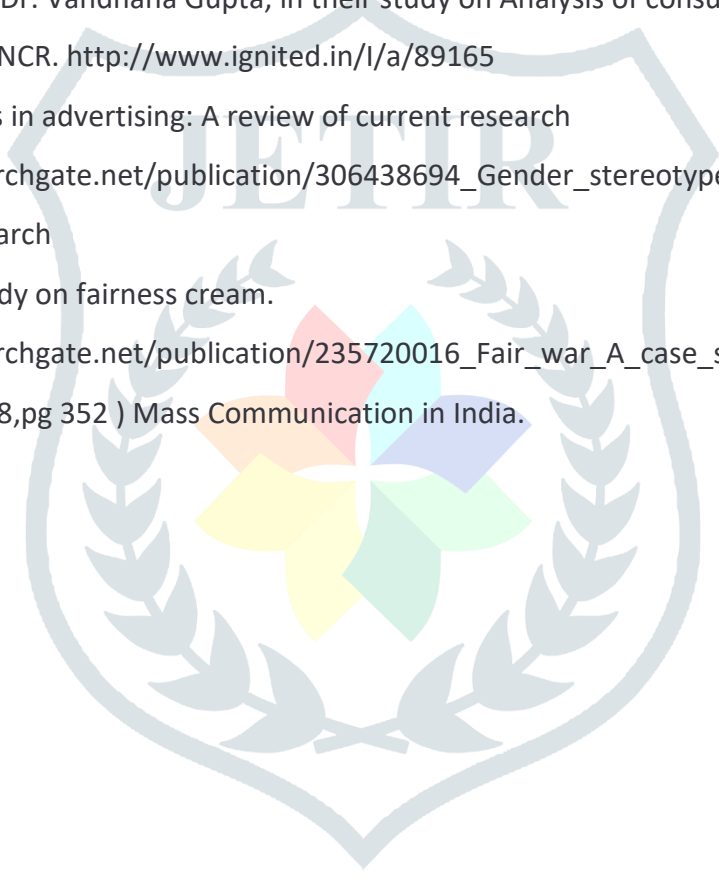 Dr. Vandhana Gupta, in their study on Analysis of consu
NCR. http://www.ignited.in/I/a/89165
s in advertising: A review of current research
rchgate.net/publication/306438694_Gender_stereotype
arch
dy on fairness cream.
rchgate.net/publication/235720016_Fair_war_A_case_s
8,pg 352 ) Mass Communication in India.
JETIR